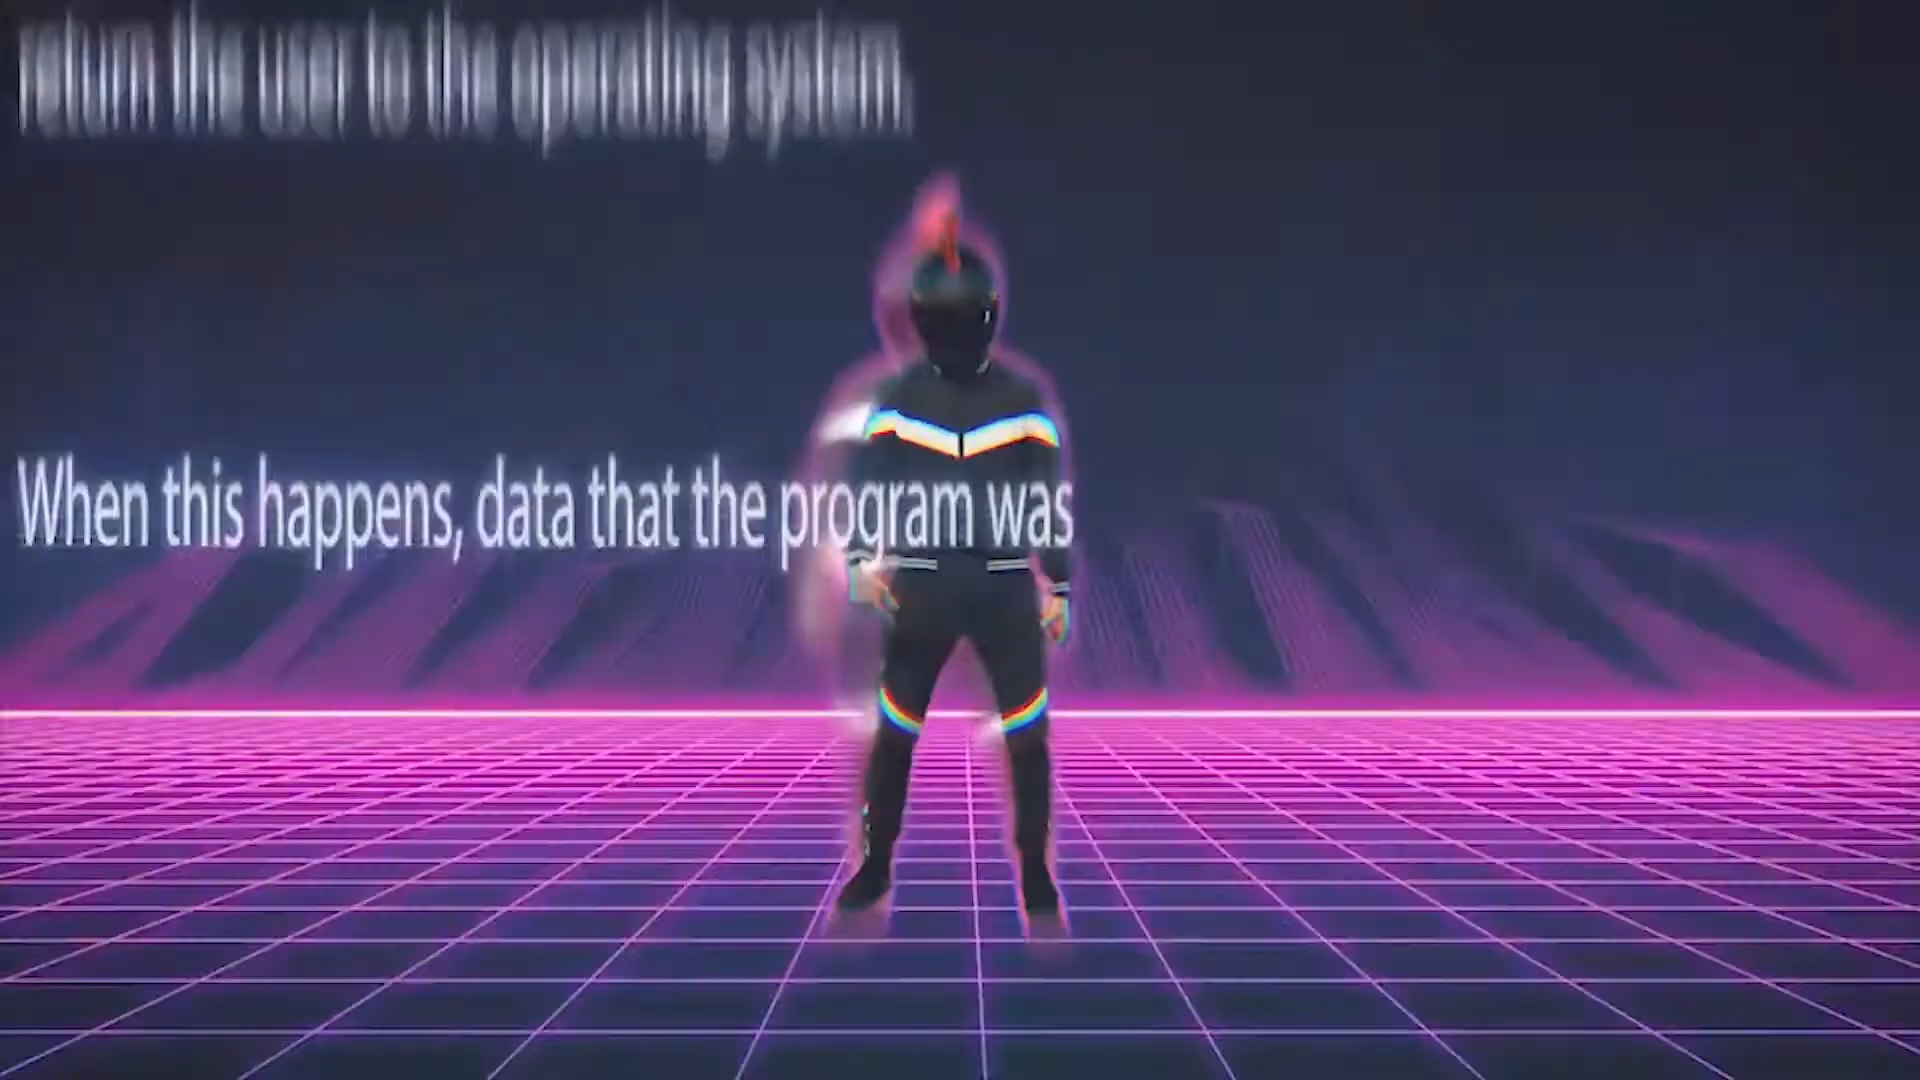 return the user to the operating system.
When this happens, data that the program was